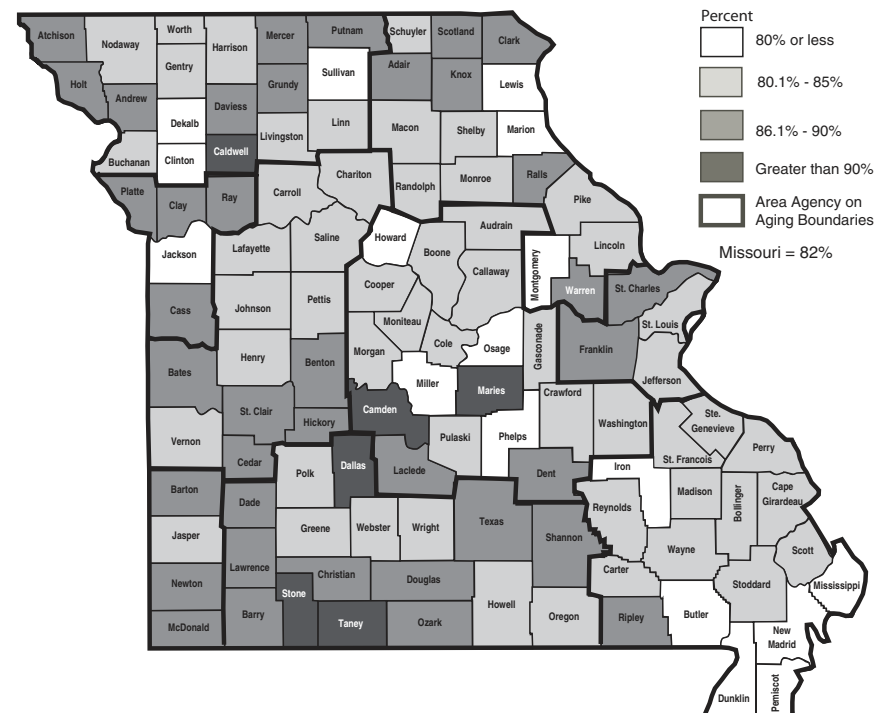 Percent
80% or less
80.1% - 85%
86.1% - 90%
Greater than 90%
Area Agency on
Aging Boundaries
Missouri = 82%
Atchison
Nodaway
Worth
Harrison
Mercer
Putnam
Schuyler
Scotland
Clark
Gentry
Sullivan
Adair
Knox
Lewis
Holt
Andrew
Daviess
Grundy
Dekalb
Linn
Macon
Shelby
Marion
Livingston
Buchanan
Clinton
Caldwell
Chariton
Monroe
Ralls
Platte
Clay
Ray
Carroll
Randolph
Pike
Audrain
Howard
Boone
Saline
Lafayette
Jackson
Lincoln
Callaway
Montgomery
Warren
St. Charles
Cooper
Cass
Johnson
Pettis
Moniteau
St. Louis
Cole
Osage
Gasconade
Franklin
Morgan
Henry
Benton
Bates
Miller
Maries
Jefferson
Crawford
Camden
St. Clair
Hickory
Washington
Ste.
Genevieve
Vernon
Pulaski
Phelps
Perry
Cedar
Polk
Dallas
Laclede
Dent
Iron
St. Francois
Barton
Dade
Madison
Bollinger
Cape
Girardeau
Reynolds
Jasper
Greene
Webster
Wright
Texas
Shannon
Wayne
Scott
Lawrence
Christian
Douglas
Carter
Stoddard
Mississippi
Newton
Stone
Howell
Oregon
Ripley
Butler
McDonald
Barry
Taney
Ozark
New
Madrid
Dunklin
Pemiscot